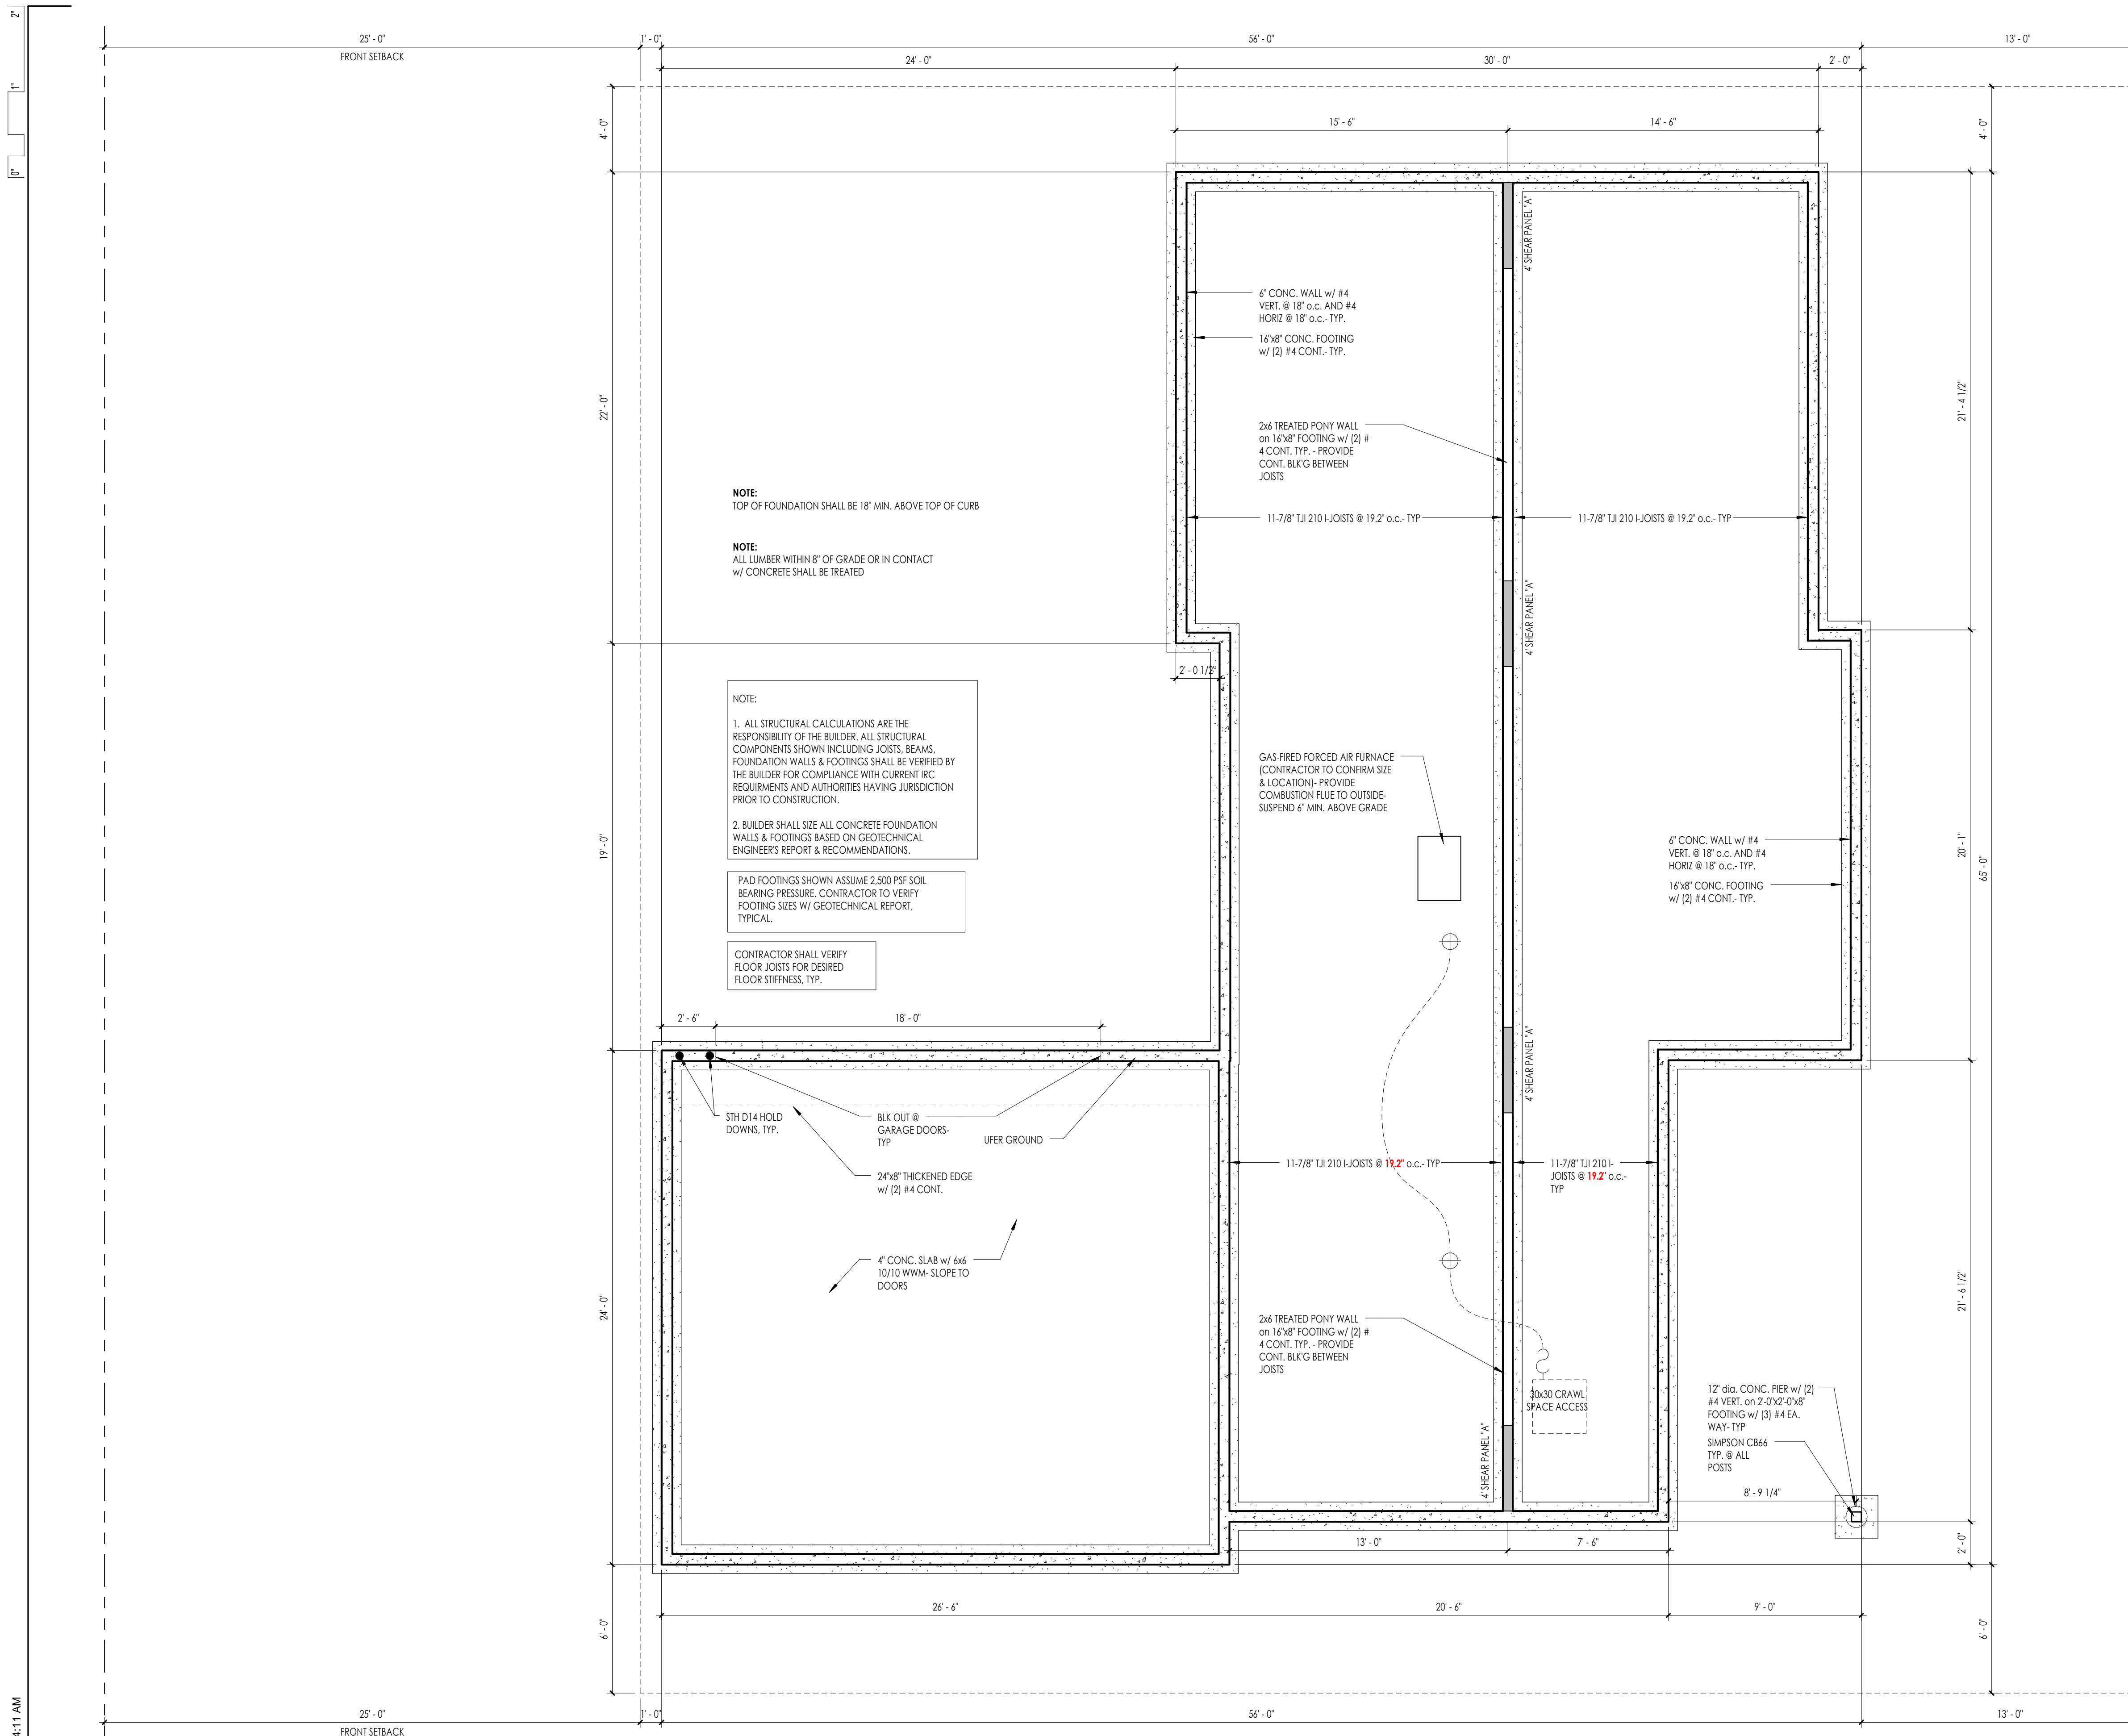 2"
1"
0"
4:11 AM
25' - 0"
FRONT SETBACK
1' - 0"
56' - 0"
13' - 0"
24' - 0"
30' - 0"
2' - 0"
4' - 0"
4' - 0"
15' - 6"
14' - 6"
4' SHEAR PANEL "A"
6" CONC. WALL w/ #4
VERT. @ 18" o.c. AND #4
HORIZ @ 18" o.c.- TYP.
16"x8" CONC. FOOTING
w/ (2) #4 CONT.- TYP.
22' - 0"
21' - 4 1/2"
2x6 TREATED PONY WALL
on 16"x8" FOOTING w/ (2) #
4 CONT. TYP. - PROVIDE
CONT. BLK'G BETWEEN
JOISTS
NOTE:
TOP OF FOUNDATION SHALL BE 18" MIN. ABOVE TOP OF CURB
11-7/8" TJI 210 I-JOISTS @ 19.2" o.c.- TYP
11-7/8" TJI 210 I-JOISTS @ 19.2" o.c.- TYP
NOTE:
ALL LUMBER WITHIN 8" OF GRADE OR IN CONTACT
w/ CONCRETE SHALL BE TREATED
4' SHEAR PANEL "A"
2' - 0 1/2"
NOTE:
1. ALL STRUCTURAL CALCULATIONS ARE THE
RESPONSIBILITY OF THE BUILDER. ALL STRUCTURAL
COMPONENTS SHOWN INCLUDING JOISTS, BEAMS,
FOUNDATION WALLS & FOOTINGS SHALL BE VERIFIED BY
THE BUILDER FOR COMPLIANCE WITH CURRENT IRC
REQUIRMENTS AND AUTHORITIES HAVING JURISDICTION
PRIOR TO CONSTRUCTION.
2. BUILDER SHALL SIZE ALL CONCRETE FOUNDATION
WALLS & FOOTINGS BASED ON GEOTECHNICAL
ENGINEER'S REPORT & RECOMMENDATIONS.
GAS-FIRED FORCED AIR FURNACE
(CONTRACTOR TO CONFIRM SIZE
& LOCATION)- PROVIDE
COMBUSTION FLUE TO OUTSIDE-
SUSPEND 6" MIN. ABOVE GRADE
19' - 0"
20' - 1"
65' - 0"
6" CONC. WALL w/ #4
VERT. @ 18" o.c. AND #4
HORIZ @ 18" o.c.- TYP.
16"x8" CONC. FOOTING
w/ (2) #4 CONT.- TYP.
PAD FOOTINGS SHOWN ASSUME 2,500 PSF SOIL
BEARING PRESSURE. CONTRACTOR TO VERIFY
FOOTING SIZES W/ GEOTECHNICAL REPORT,
TYPICAL.
CONTRACTOR SHALL VERIFY
FLOOR JOISTS FOR DESIRED
FLOOR STIFFNESS, TYP.
2' - 6"
18' - 0"
4' SHEAR PANEL "A"
STH D14 HOLD
DOWNS, TYP.
BLK OUT @
GARAGE DOORS-
TYP
UFER GROUND
24"x8" THICKENED EDGE
w/ (2) #4 CONT.
11-7/8" TJI 210 I-JOISTS @ 19.2" o.c.- TYP
11-7/8" TJI 210 I-
JOISTS @ 19.2" o.c.-
TYP
4" CONC. SLAB w/ 6x6
10/10 WWM- SLOPE TO
DOORS
24' - 0"
21' - 6 1/2"
2x6 TREATED PONY WALL
on 16"x8" FOOTING w/ (2) #
4 CONT. TYP. - PROVIDE
CONT. BLK'G BETWEEN
JOISTS
30x30 CRAWL
SPACE ACCESS
12" dia. CONC. PIER w/ (2)
#4 VERT. on 2'-0"x2'-0"x8"
FOOTING w/ (3) #4 EA.
WAY- TYP
SIMPSON CB66
TYP. @ ALL
POSTS
4' SHEAR PANEL "A"
8' - 9 1/4"
13' - 0"
7' - 6"
2' - 0"
26' - 6"
20' - 6"
9' - 0"
6' - 0"
6' - 0"
25' - 0"
FRONT SETBACK
1' - 0"
56' - 0"
13' - 0"